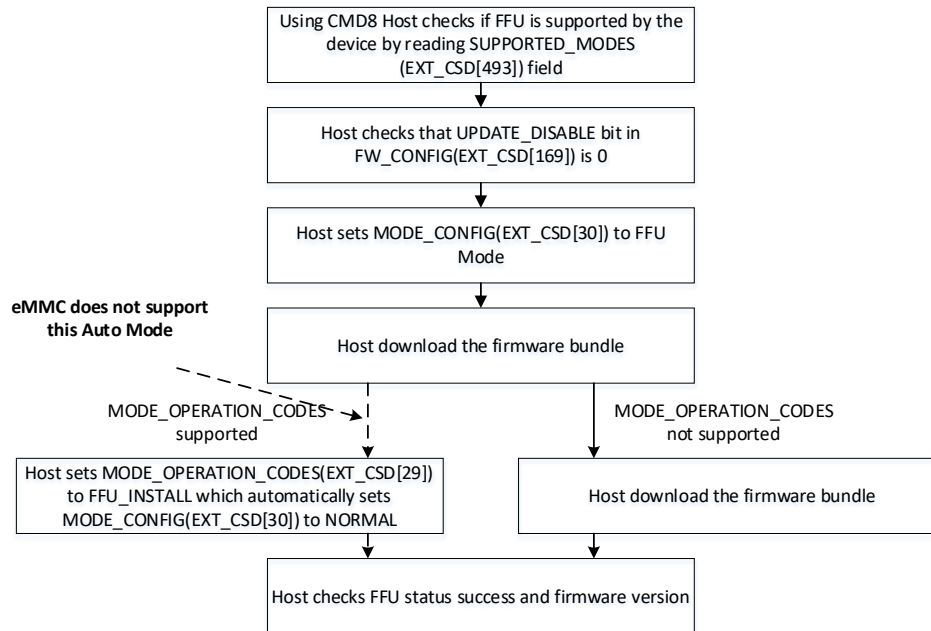 Using CMD8 Host checks if FFU is supported by the
device by reading SUPPORTED_MODES
(EXT_CSD[493]) field
Host checks that UPDATE_DISABLE bit in
FW_CONFIG(EXT_CSD[169]) is 0
Host sets MODE_CONFIG(EXT_CSD[30]) to FFU
Mode
eMMC does not support
this Auto Mode
Host download the firmware bundle
MODE_OPERATION_CODES
supported
MODE_OPERATION_CODES
not supported
Host sets MODE_OPERATION_CODES(EXT_CSD[29])
to FFU_INSTALL which automatically sets
MODE_CONFIG(EXT_CSD[30]) to NORMAL
Host download the firmware bundle
Host checks FFU status success and firmware version